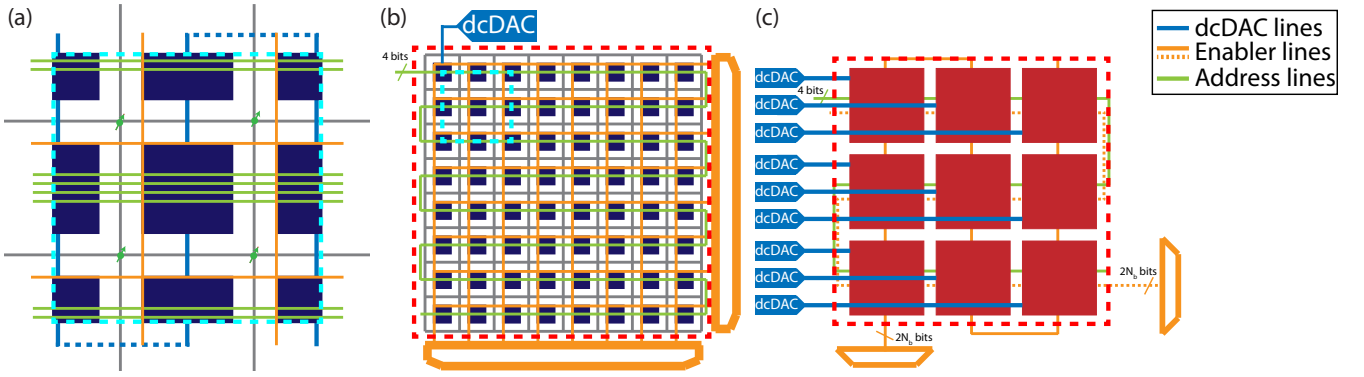 (a)
(b)
dcDAC
4 bits
(c)
dcDAC
4 bits
dcDAC
dcDAC
dcDAC
dcDAC
dcDAC
dcDAC
dcDAC
dcDAC
2N_b bits
2N_b bits
dcDAC lines
Enabler lines
Address lines